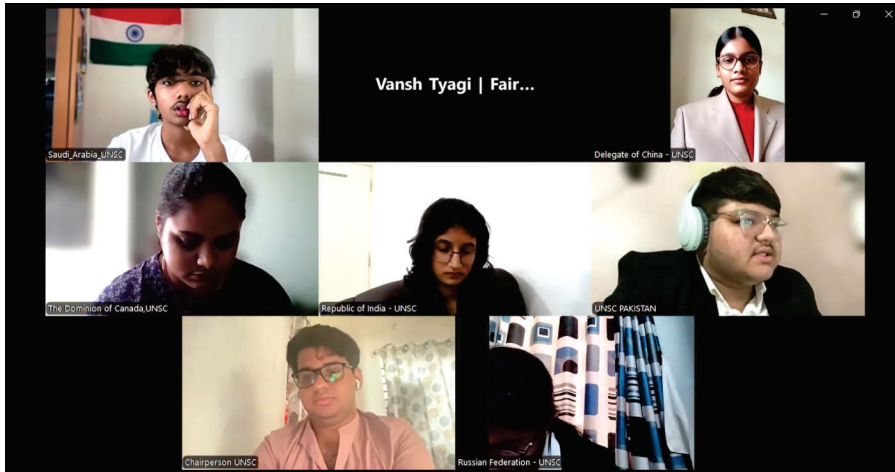 Vansh Tyagi | Fair...
Saudi_Arabia_UNSC
Delegate of China - UNSC
The Dominion of Canada,UNSC
Republic of India - UNSC
UNSC PAKISTAN
Chairperson UNSC
Russian Federation - UNSC